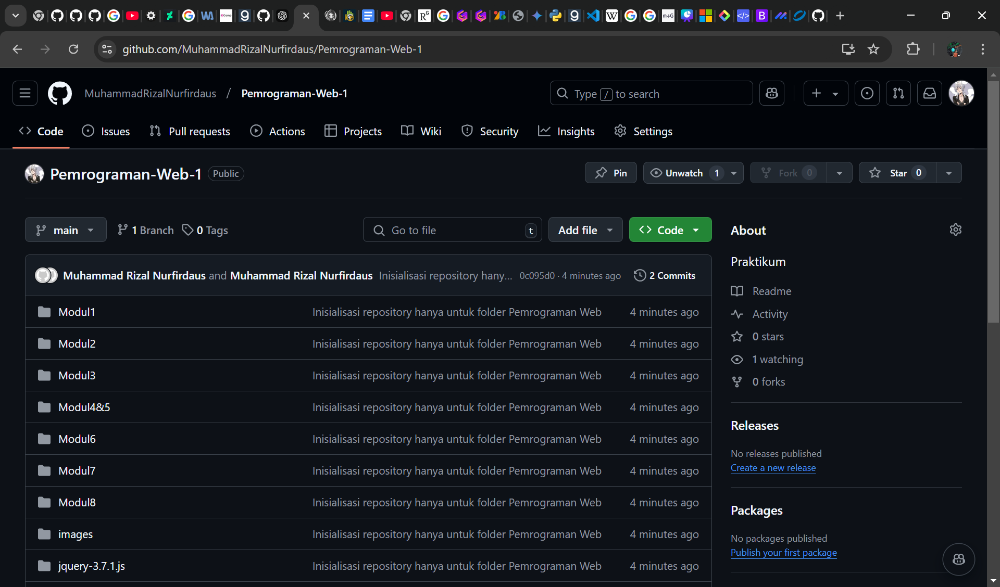 github.com/MuhammadRizalNurfirdaus/Pemrograman-Web-1
MuhammadRizalNurfirdaus / Pemrograman-Web-1
Type / to search
Code Issues Pull requests Actions Projects Wiki Security Insights Settings
Pemrograman-Web-1 Public
Pin Unwatch 1 Fork 0 Star 0
main 1 Branch 0 Tags Go to file t Add file Code
Muhammad Rizal Nurfirdaus and Muhammad Rizal Nurfirdaus Inisialisasi repository hany... 0c095d0 · 4 minutes ago 2 Commits
Modul1 Inisialisasi repository hanya untuk folder Pemrograman Web 4 minutes ago
Modul2 Inisialisasi repository hanya untuk folder Pemrograman Web 4 minutes ago
Modul3 Inisialisasi repository hanya untuk folder Pemrograman Web 4 minutes ago
Modul4&5 Inisialisasi repository hanya untuk folder Pemrograman Web 4 minutes ago
Modul6 Inisialisasi repository hanya untuk folder Pemrograman Web 4 minutes ago
Modul7 Inisialisasi repository hanya untuk folder Pemrograman Web 4 minutes ago
Modul8 Inisialisasi repository hanya untuk folder Pemrograman Web 4 minutes ago
images Inisialisasi repository hanya untuk folder Pemrograman Web 4 minutes ago
jquery-3.7.1.js Inisialisasi repository hanya untuk folder Pemrograman Web 4 minutes ago
About
Praktikum
Readme
Activity
0 stars
1 watching
0 forks
Releases
No releases published
Create a new release
Packages
No packages published
Publish your first package